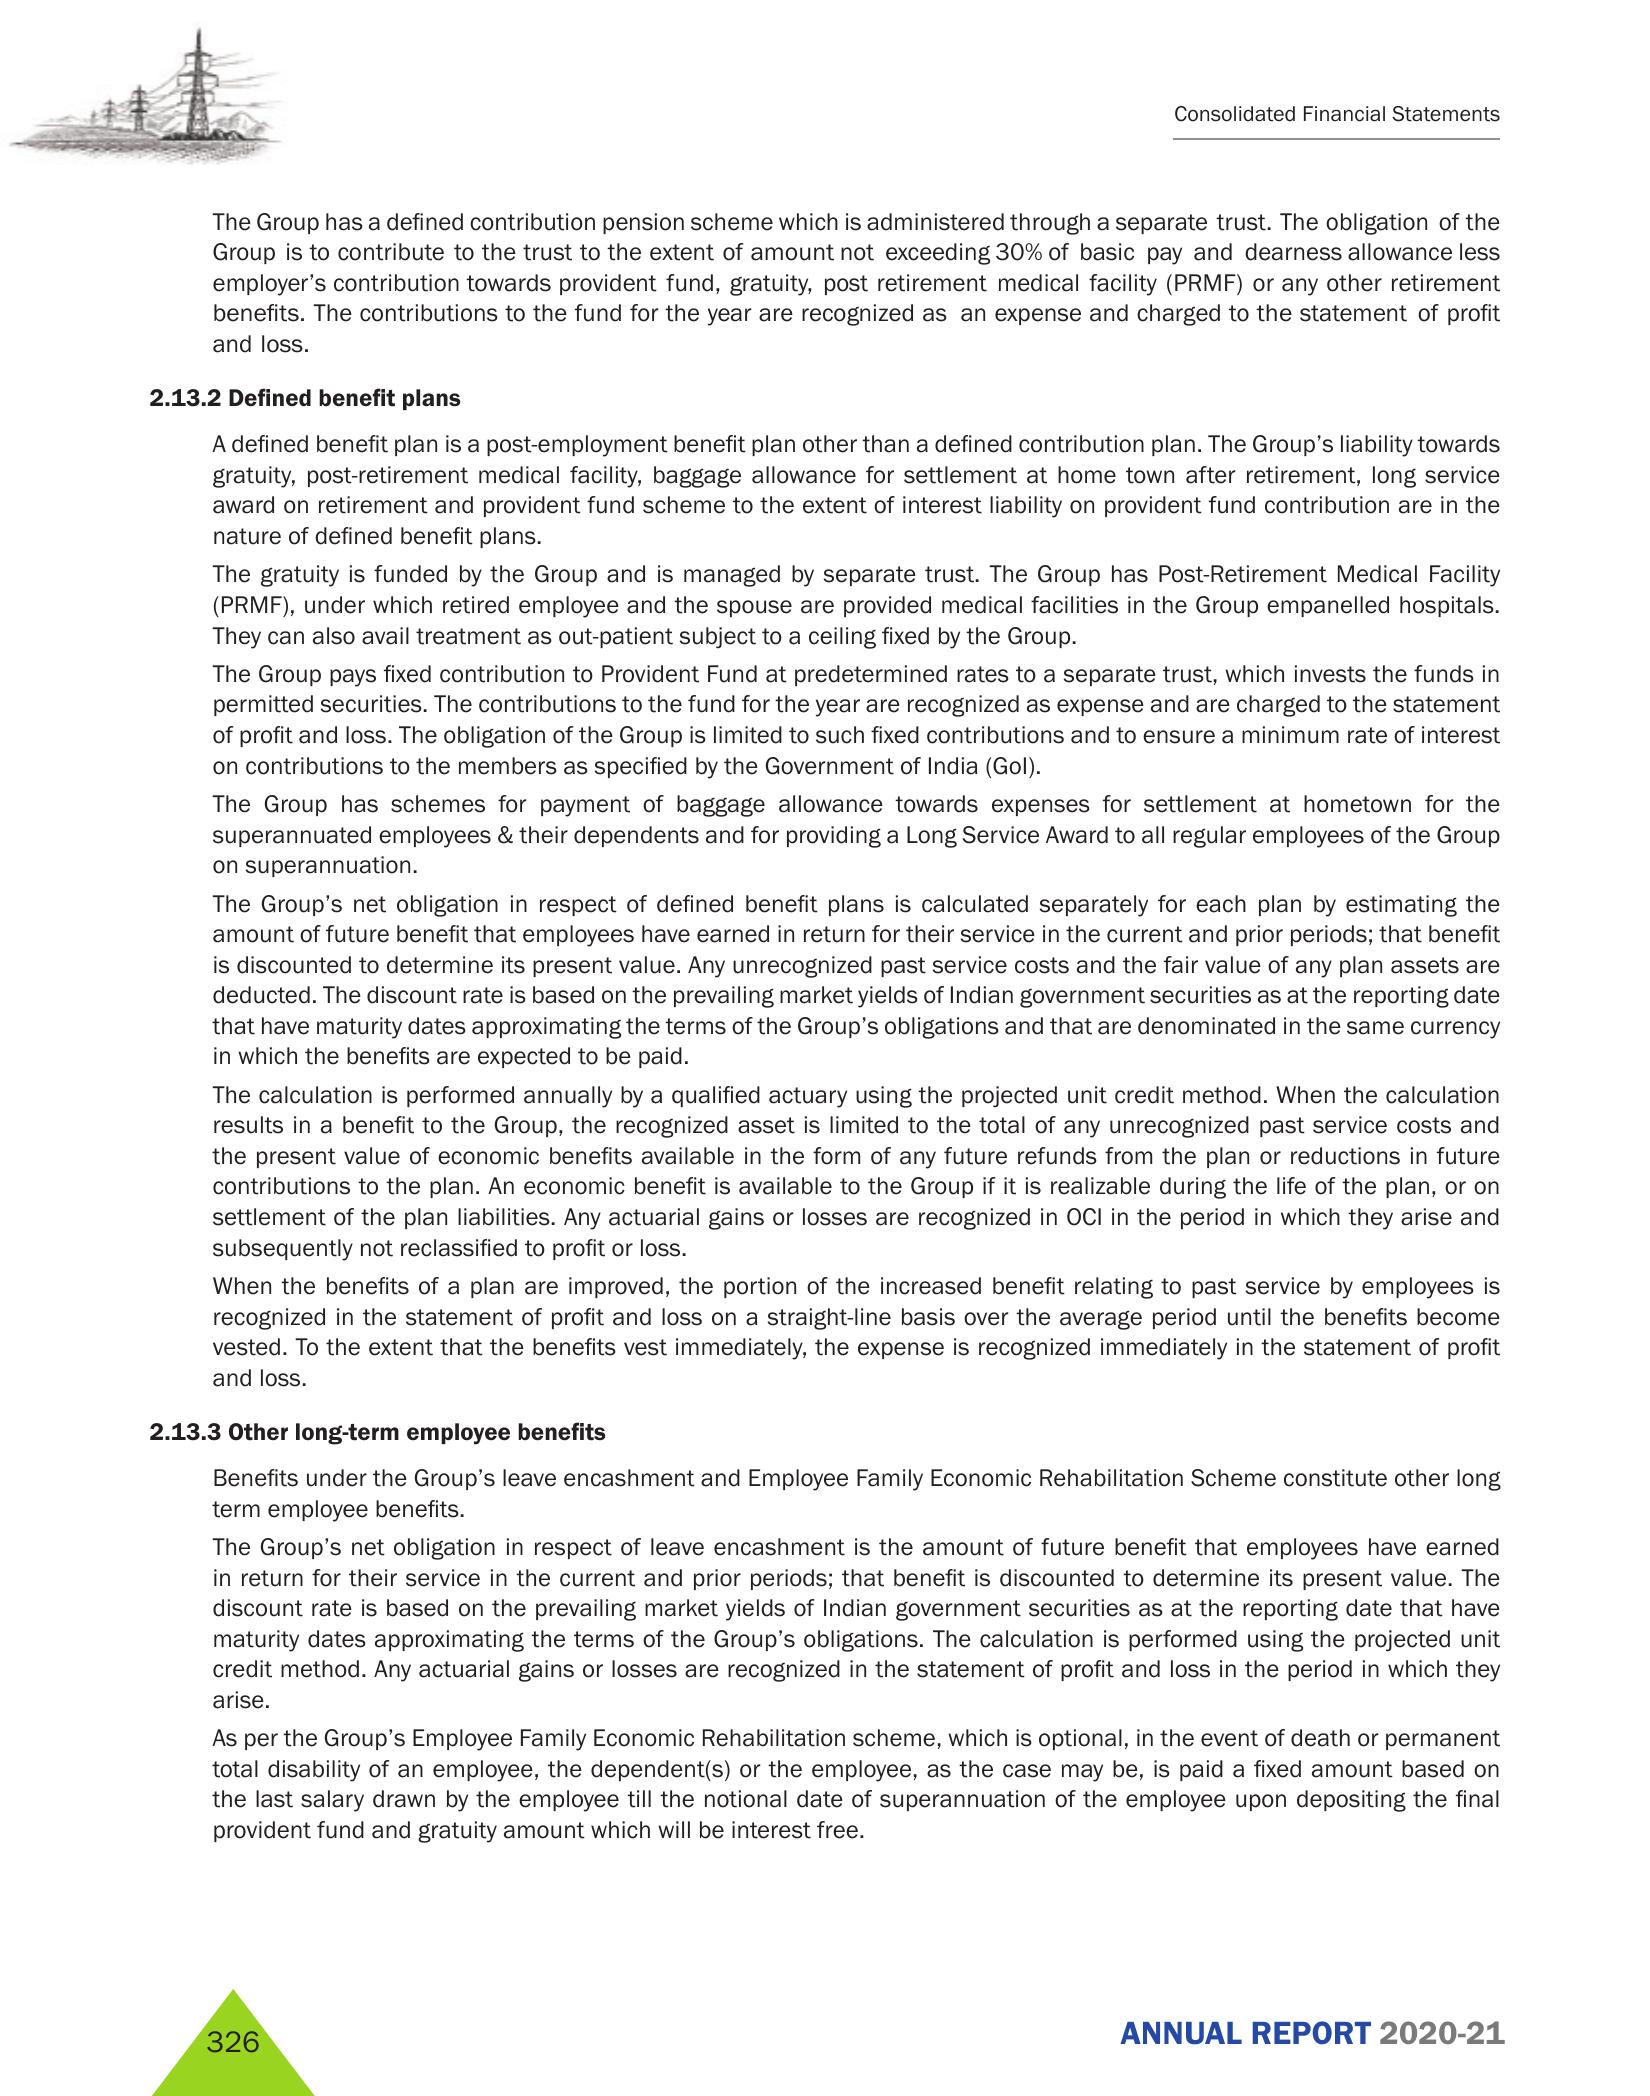 Consolidated Financial Statements
The Group has a defined contribution pension scheme which is administered through a separate trust. The obligation of the
Group is to contribute to the trust to the extent of amount not exceeding 30% of basic pay and dearness allowance less
employer’s contribution towards provident fund, gratuity, post retirement medical facility (PRMF) or any other retirement
benefits. The contributions to the fund for the year are recognized as an expense and charged to the statement of profit
and loss.
2.13.2 Defined benefit plans
A defined benefit plan is a post-employment benefit plan other than a defined contribution plan. The Group’s liability towards
gratuity, post-retirement medical facility, baggage allowance for settlement at home town after retirement, long service
award on retirement and provident fund scheme to the extent of interest liability on provident fund contribution are in the
nature of defined benefit plans.
The gratuity is funded by the Group and is managed by separate trust. The Group has Post-Retirement Medical Facility
(PRMF), under which retired employee and the spouse are provided medical facilities in the Group empanelled hospitals.
They can also avail treatment as out-patient subject to a ceiling fixed by the Group.
The Group pays fixed contribution to Provident Fund at predetermined rates to a separate trust, which invests the funds in
permitted securities. The contributions to the fund for the year are recognized as expense and are charged to the statement
of profit and loss. The obligation of the Group is limited to such fixed contributions and to ensure a minimum rate of interest
on contributions to the members as specified by the Government of India (GoI).
The Group has schemes for payment of baggage allowance towards expenses for settlement at hometown for the
superannuated employees & their dependents and for providing a Long Service Award to all regular employees of the Group
on superannuation.
The Group’s net obligation in respect of defined benefit plans is calculated separately for each plan by estimating the
amount of future benefit that employees have earned in return for their service in the current and prior periods; that benefit
is discounted to determine its present value. Any unrecognized past service costs and the fair value of any plan assets are
deducted. The discount rate is based on the prevailing market yields of Indian government securities as at the reporting date
that have maturity dates approximating the terms of the Group’s obligations and that are denominated in the same currency
in which the benefits are expected to be paid.
The calculation is performed annually by a qualified actuary using the projected unit credit method. When the calculation
results in a benefit to the Group, the recognized asset is limited to the total of any unrecognized past service costs and
the present value of economic benefits available in the form of any future refunds from the plan or reductions in future
contributions to the plan. An economic benefit is available to the Group if it is realizable during the life of the plan, or on
settlement of the plan liabilities. Any actuarial gains or losses are recognized in OCI in the period in which they arise and
subsequently not reclassified to profit or loss.
When the benefits of a plan are improved, the portion of the increased benefit relating to past service by employees is
recognized in the statement of profit and loss on a straight-line basis over the average period until the benefits become
vested. To the extent that the benefits vest immediately, the expense is recognized immediately in the statement of profit
and loss.
2.13.3 Other long-term employee benefits
Benefits under the Group’s leave encashment and Employee Family Economic Rehabilitation Scheme constitute other long
term employee benefits.
The Group’s net obligation in respect of leave encashment is the amount of future benefit that employees have earned
in return for their service in the current and prior periods; that benefit is discounted to determine its present value. The
discount rate is based on the prevailing market yields of Indian government securities as at the reporting date that have
maturity dates approximating the terms of the Group’s obligations. The calculation is performed using the projected unit
credit method. Any actuarial gains or losses are recognized in the statement of profit and loss in the period in which they
arise.
As per the Group’s Employee Family Economic Rehabilitation scheme, which is optional, in the event of death or permanent
total disability of an employee, the dependent(s) or the employee, as the case may be, is paid a fixed amount based on
the last salary drawn by the employee till the notional date of superannuation of the employee upon depositing the final
provident fund and gratuity amount which will be interest free.
326
ANNUAL REPORT 2020-21